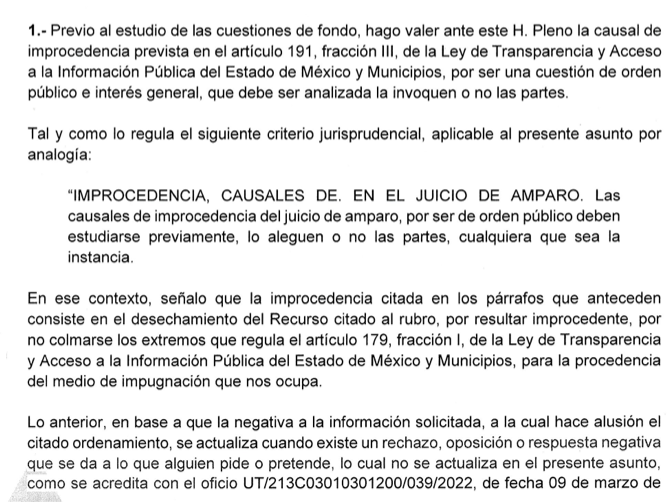 1.- Previo al estudio de las cuestiones de fondo, hago valer ante este H. Pleno la causal de
improcedencia prevista en el artículo 191, fracción III, de la Ley de Transparencia y Acceso
a la Información Pública del Estado de México y Municipios, por ser una cuestión de orden
público e interés general, que debe ser analizada la invoquen o no las partes.
Tal y como lo regula el siguiente criterio jurisprudencial, aplicable al presente asunto por
analogía:
“IMPROCEDENCIA, CAUSALES DE. EN EL JUICIO DE AMPARO. Las
causales de improcedencia del juicio de amparo, por ser de orden público deben
estudiarse previamente, lo aleguen o no las partes, cualquiera que sea la
instancia.
En ese contexto, señalo que la improcedencia citada en los párrafos que anteceden
consiste en el desechamiento del Recurso citado al rubro, por resultar improcedente, por
no colmarse los extremos que regula el artículo 179, fracción I, de la Ley de Transparencia
y Acceso a la Información Pública del Estado de México y Municipios, para la procedencia
del medio de impugnación que nos ocupa.
Lo anterior, en base a que la negativa a la información solicitada, a la cual hace alusión el
citado ordenamiento, se actualiza cuando existe un rechazo, oposición o respuesta negativa
que se da a lo que alguien pide o pretende, lo cual no se actualiza en el presente asunto,
como se acredita con el oficio UT/213C03010301200/039/2022, de fecha 09 de marzo de